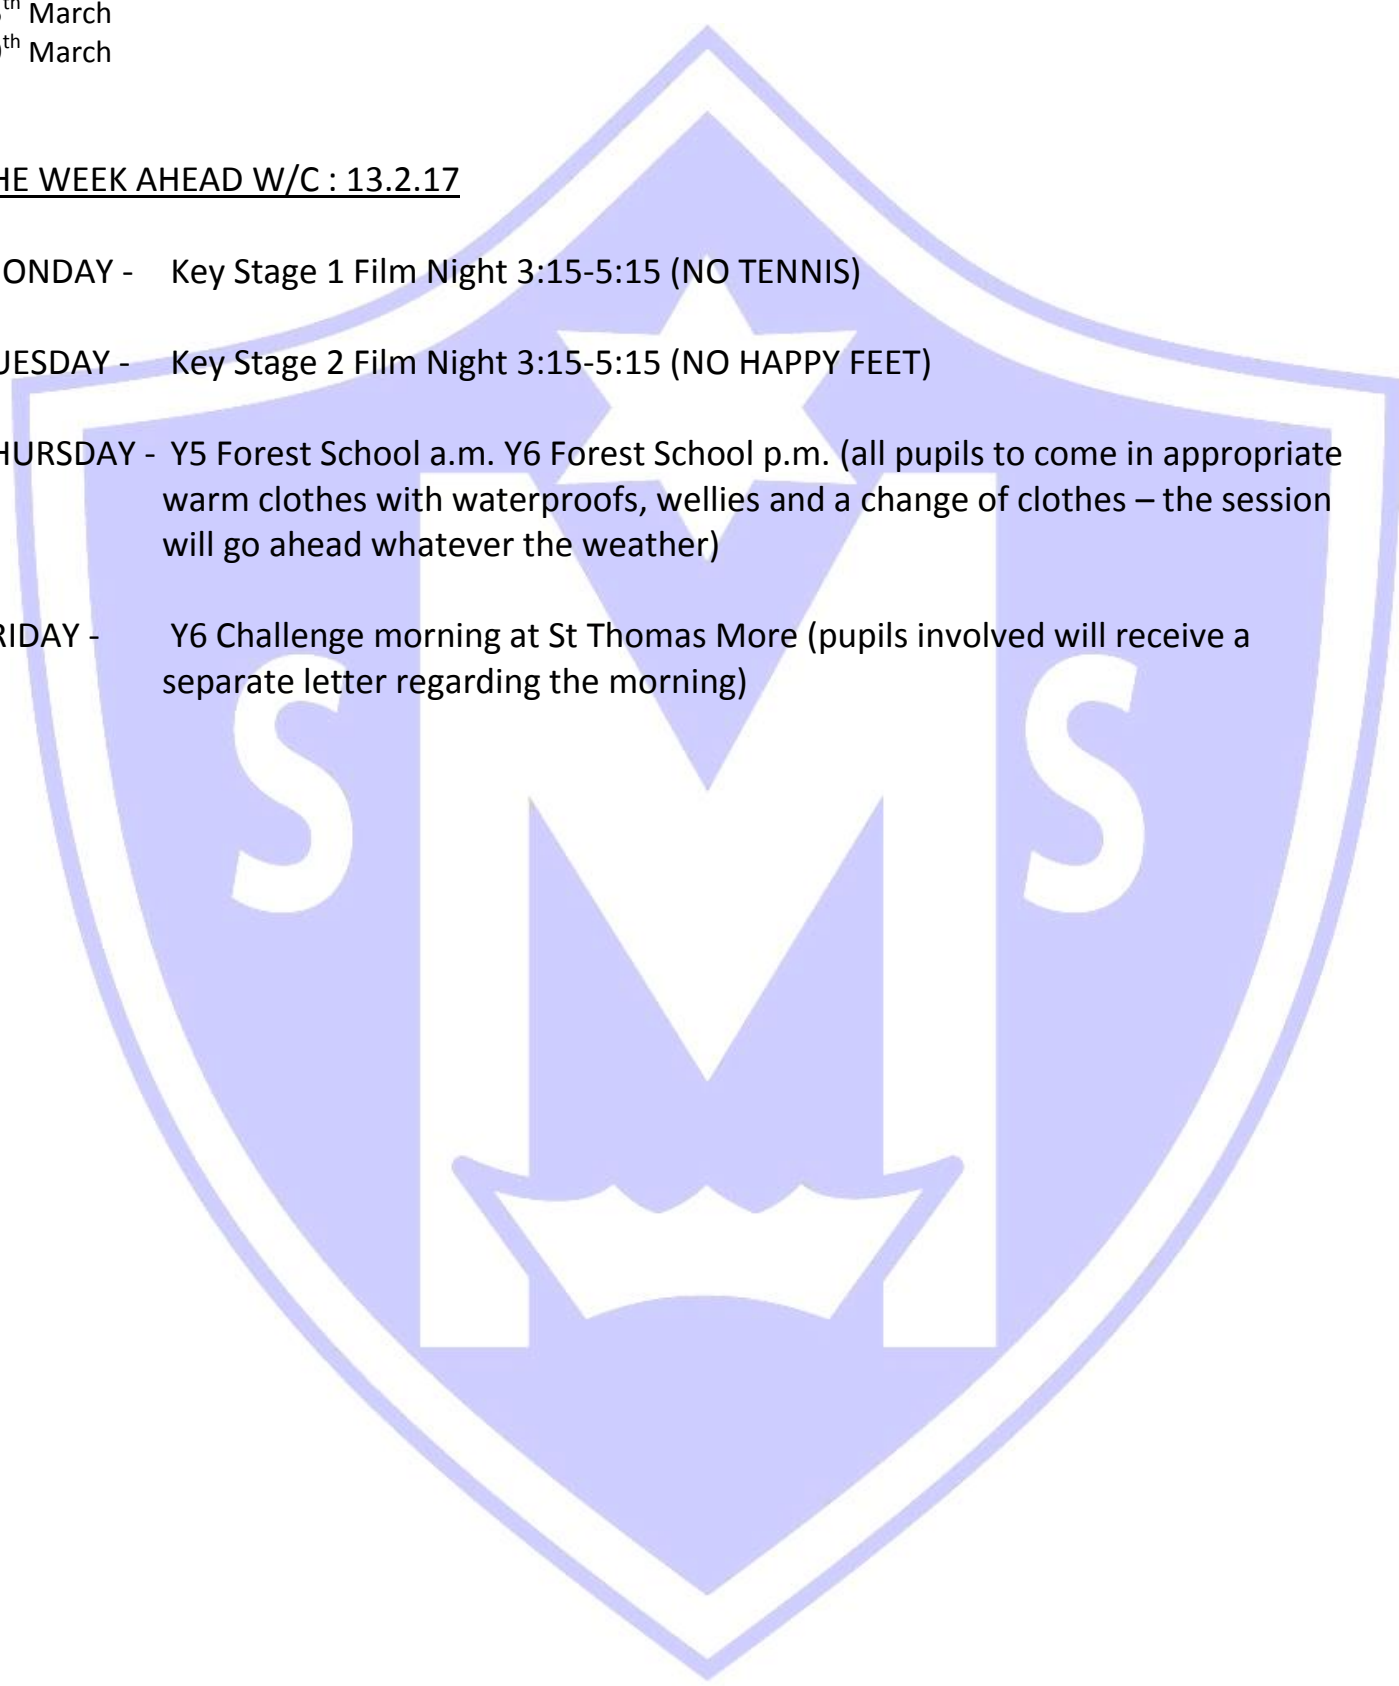 th March
th March
HE WEEK AHEAD W/C : 13.2.17
ONDAY - Key Stage 1 Film Night 3:15-5:15 (NO TENNIS)
UESDAY - Key Stage 2 Film Night 3:15-5:15 (NO HAPPY FEET)
HURSDAY - Y5 Forest School a.m. Y6 Forest School p.m. (all pupils to come in appropriate
warm clothes with waterproofs, wellies and a change of clothes – the session
will go ahead whatever the weather)
RIDAY - Y6 Challenge morning at St Thomas More (pupils involved will receive a
separate letter regarding the morning)
S M S